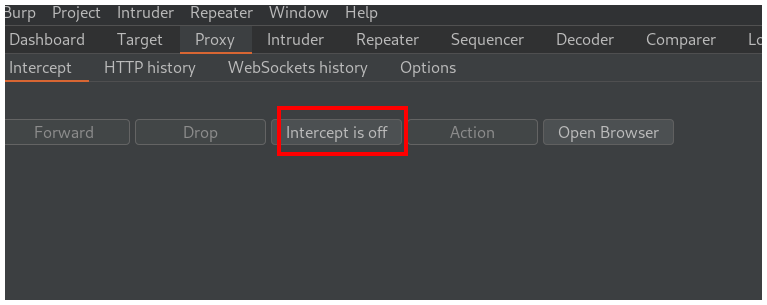 Burp Project Intruder Repeater Window Help
Dashboard Target Proxy Intruder Repeater Sequencer Decoder Comparer Lo
Intercept HTTP history WebSockets history Options
Forward Drop Intercept is off Action Open Browser